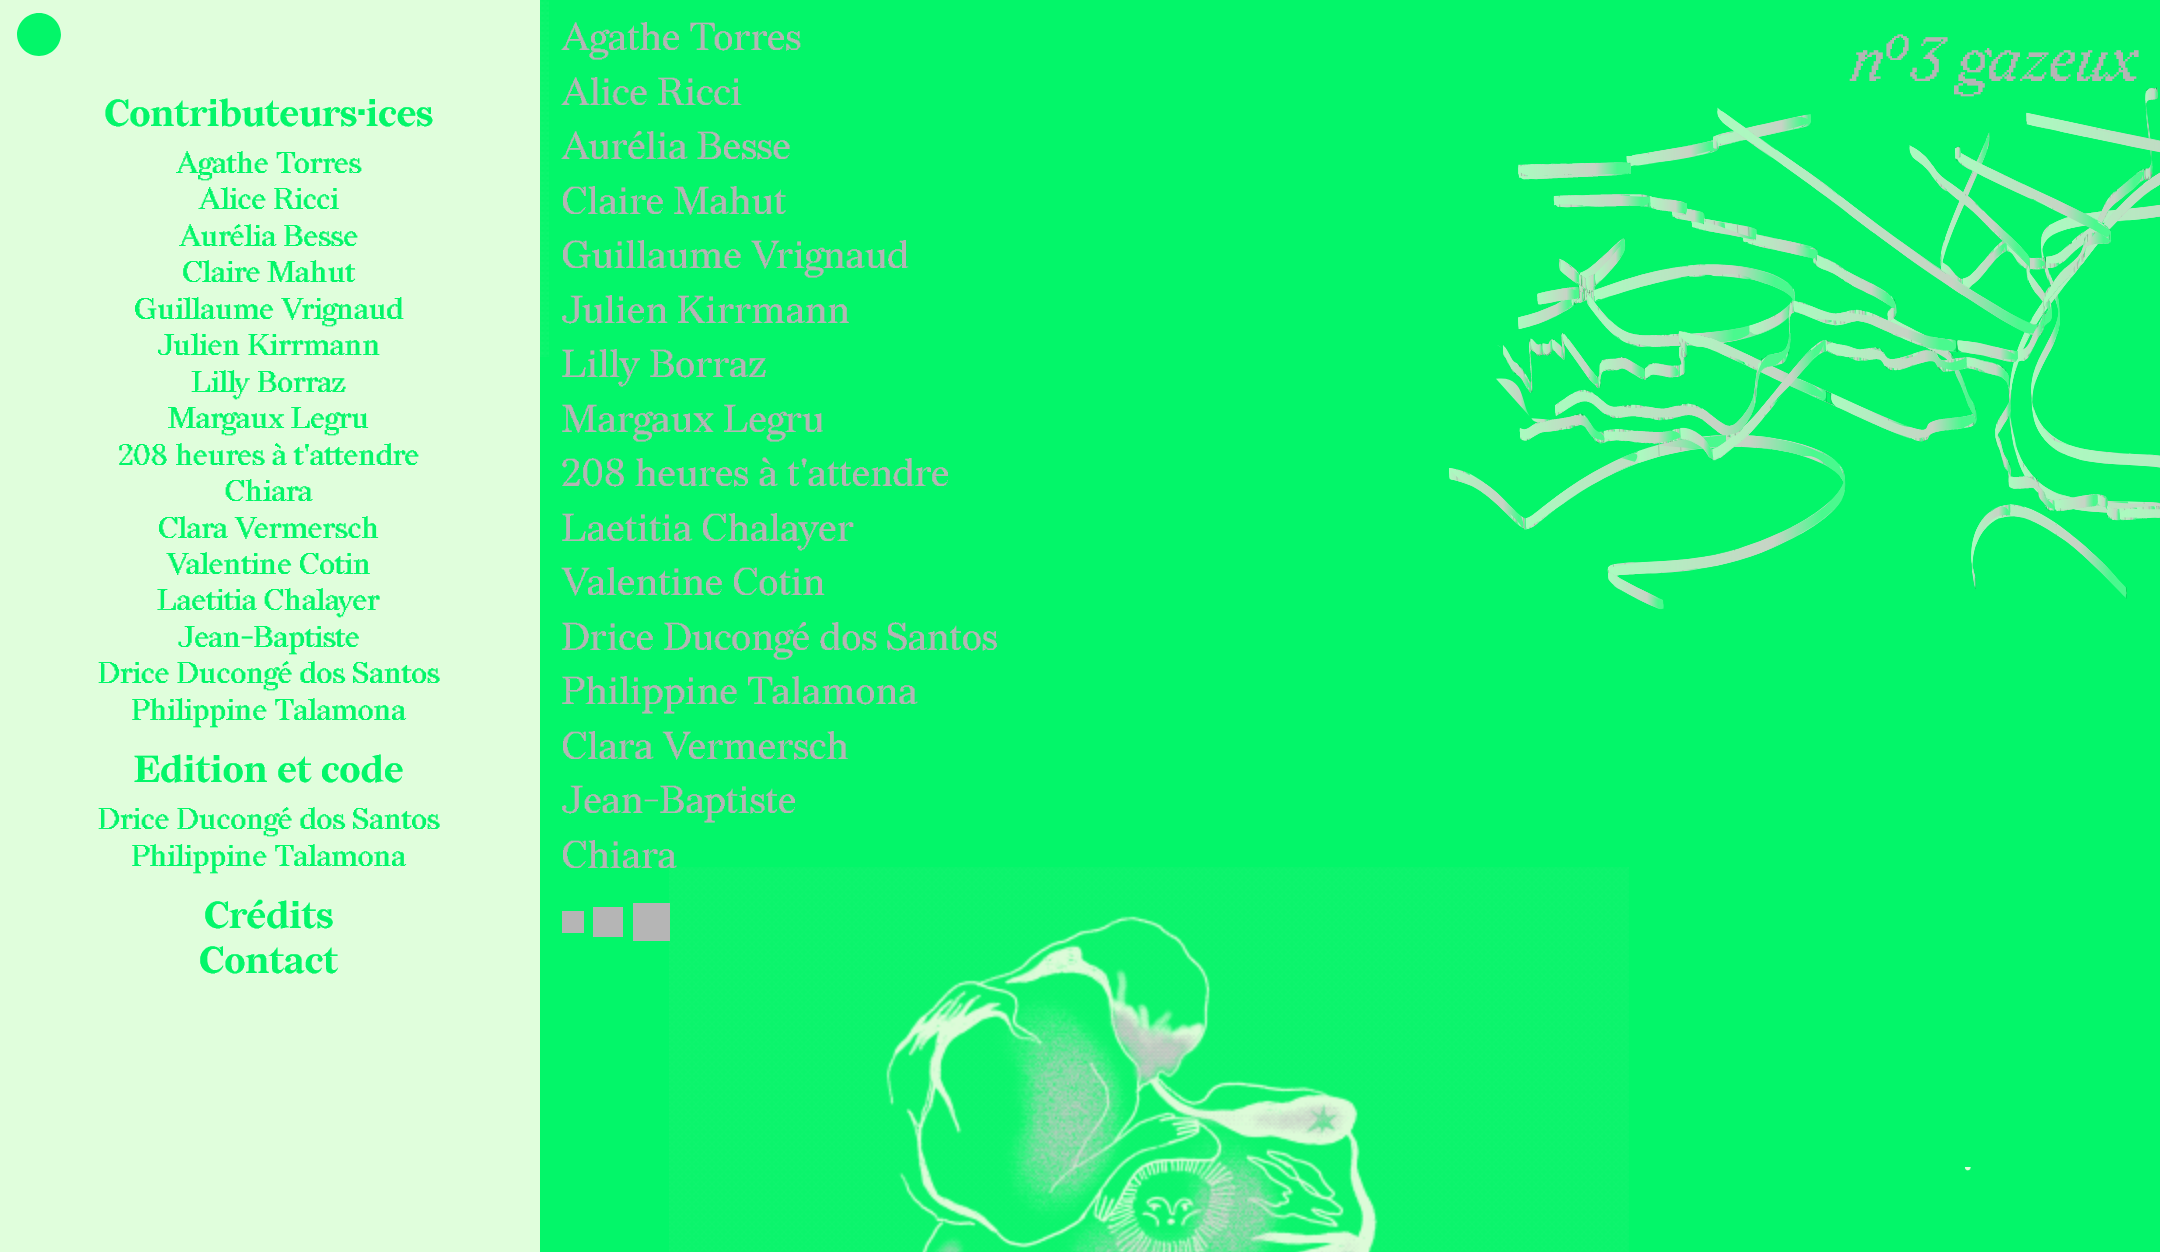 Contributeurs·ices
Agathe Torres
Alice Ricci
Aurélia Besse
Claire Mahut
Guillaume Vrignaud
Julien Kirrmann
Lilly Borraz
Margaux Legru
208 heures à t'attendre
Chiara
Clara Vermersch
Valentine Cotin
Laetitia Chalayer
Jean-Baptiste
Drice Ducongé dos Santos
Philippine Talamona
Edition et code
Drice Ducongé dos Santos
Philippine Talamona
Crédits
Contact
Agathe Torres
Alice Ricci
Aurélia Besse
Claire Mahut
Guillaume Vrignaud
Julien Kirrmann
Lilly Borraz
Margaux Legru
208 heures à t'attendre
Laetitia Chalayer
Valentine Cotin
Drice Ducongé dos Santos
Philippine Talamona
Clara Vermersch
Jean-Baptiste
Chiara
nº3 gazeux